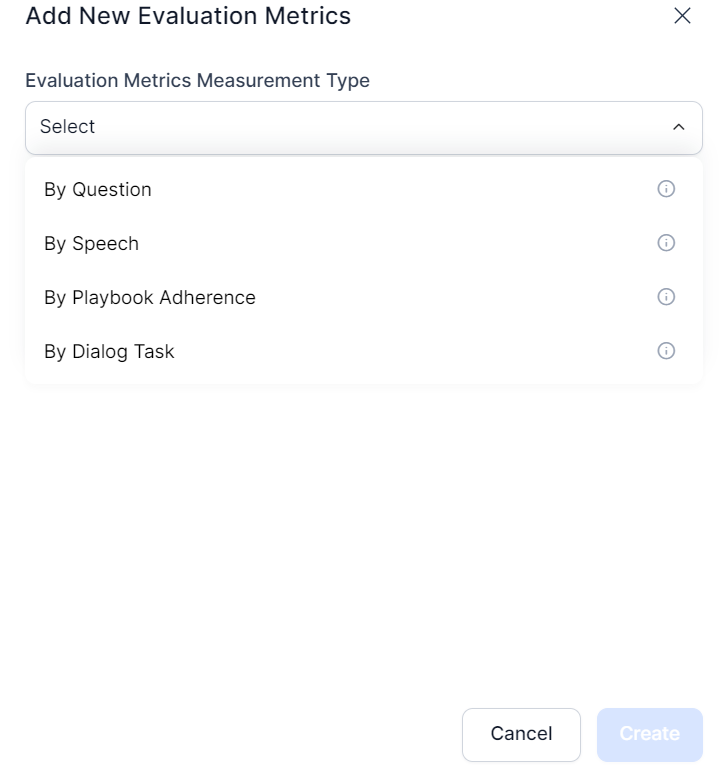 Add New Evaluation Metrics
Evaluation Metrics Measurement Type
Select
By Question
By Speech
By Playbook Adherence
By Dialog Task
Cancel
Create